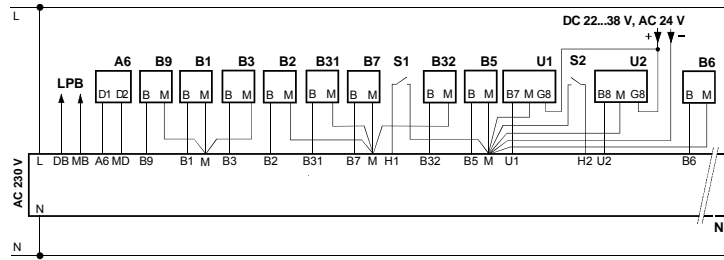 L DC 22...38 V, AC 24 V
+ −
A6 B9 B1 B3 B2 B31 B7 S1 B32 B5 U1 S2 U2 B6
LPB
D1 D2 B M B M B M B M B M B M B M B M B7 M G8 B8 M G8 B M
L DB MB A6 MD B9 B1 M B3 B2 B31 B7 M H1 B32 B5 M U1 H2 U2 B6
AC 230 V
N
N
N